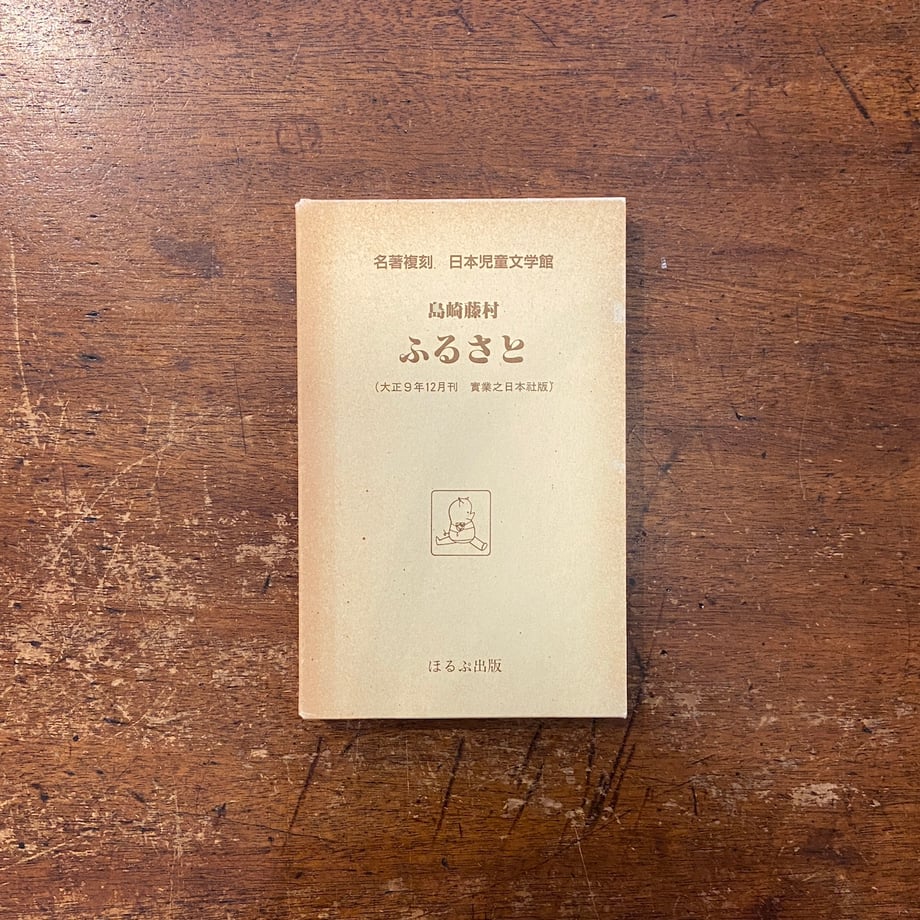 名著複刻　日本児童文学館
島崎藤村
ふるさと
(大正9年12月刊　實業之日本社版)
ほるぷ出版